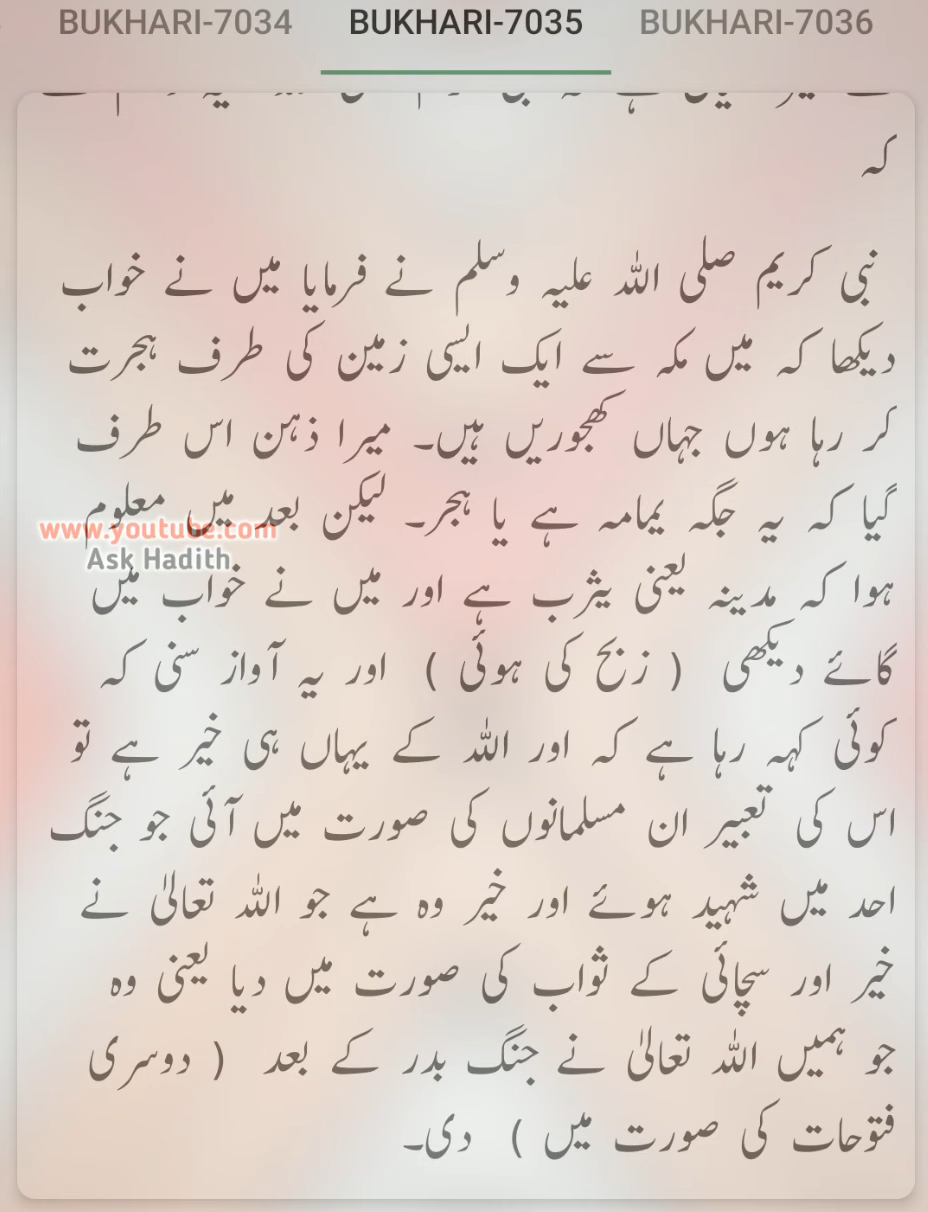 BUKHARI-7034 BUKHARI-7035 BUKHARI-7036
کہ
نبی کریم صلی اللہ علیہ وسلم نے فرمایا میں نے خواب
دیکھا کہ میں مکہ سے ایک ایسی زمین کی طرف ہجرت
کر رہا ہوں جہاں کھجوریں ہیں۔ میرا ذہن اس طرف
گیا کہ یہ جگہ یمامہ ہے یا ہجر۔ لیکن بعد میں معلوم
www.youtube.com
Ask Hadith
ہوا کہ مدینہ یعنی یثرب ہے اور میں نے خواب میں
گائے دیکھی ( زبح کی ہوئی ) اور یہ آواز سنی کہ
کوئی کہہ رہا ہے کہ اور اللہ کے یہاں ہی خیر ہے تو
اس کی تعبیر ان مسلمانوں کی صورت میں آئی جو جنگ
احد میں شہید ہوئے اور خیر وہ ہے جو اللہ تعالیٰ نے
خیر اور سچائی کے ثواب کی صورت میں دیا یعنی وہ
جو ہمیں اللہ تعالیٰ نے جنگ بدر کے بعد ( دوسری
فتوحات کی صورت میں ) دی۔